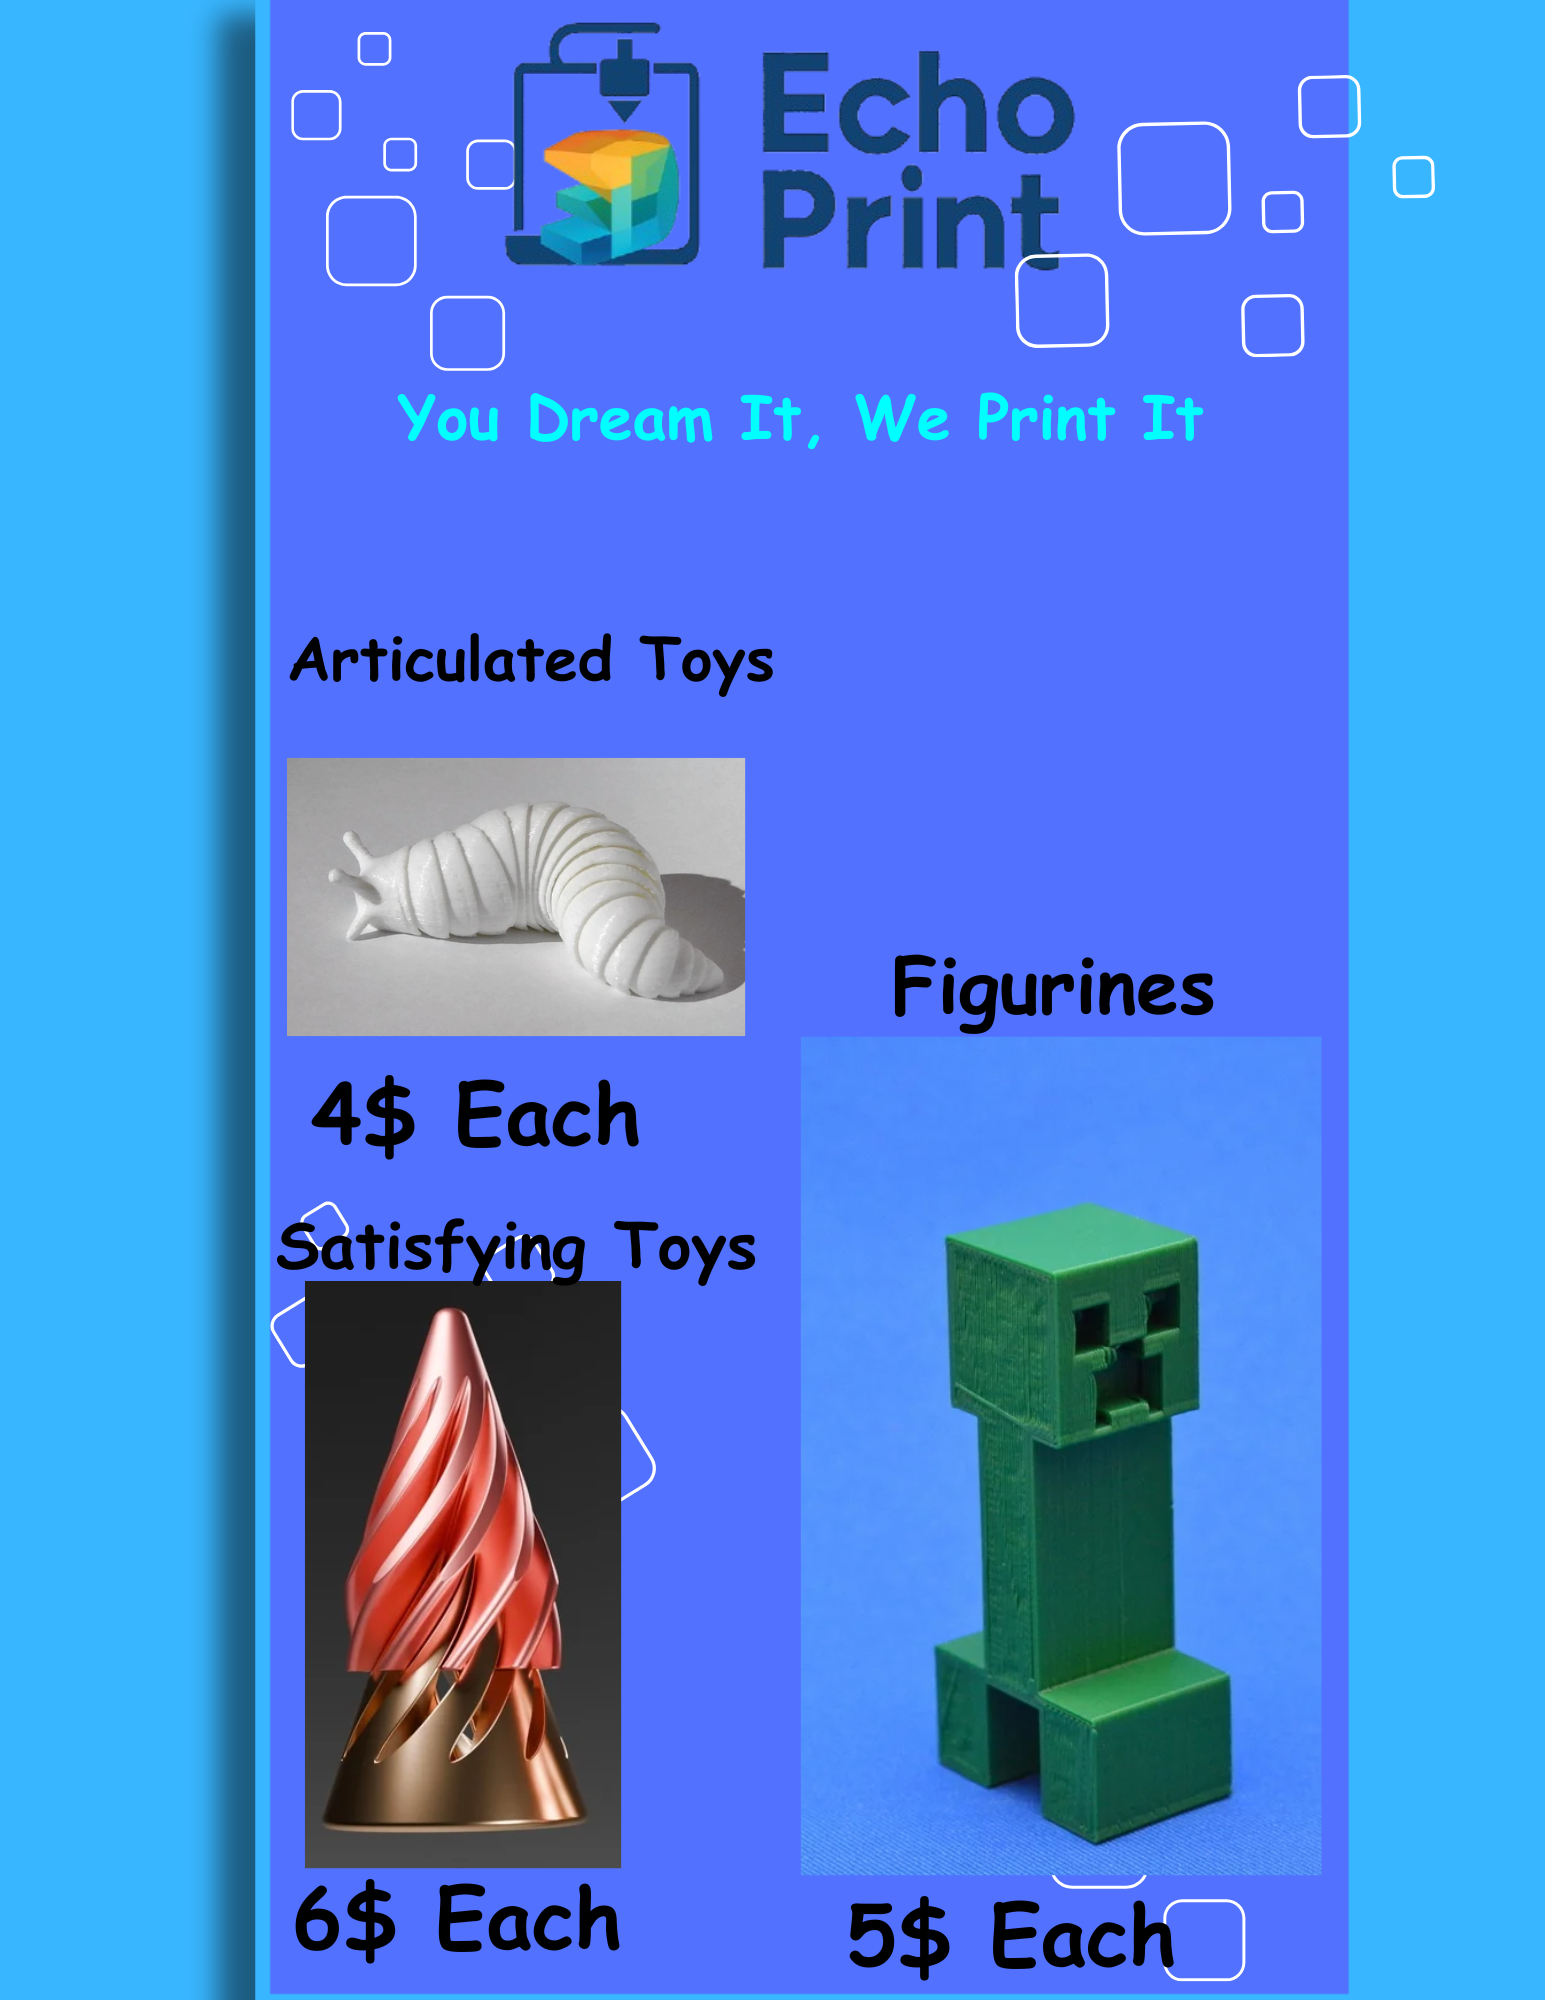 Echo
Print
You Dream It, We Print It
Articulated Toys
4$ Each
Figurines
Satisfying Toys
6$ Each
5$ Each